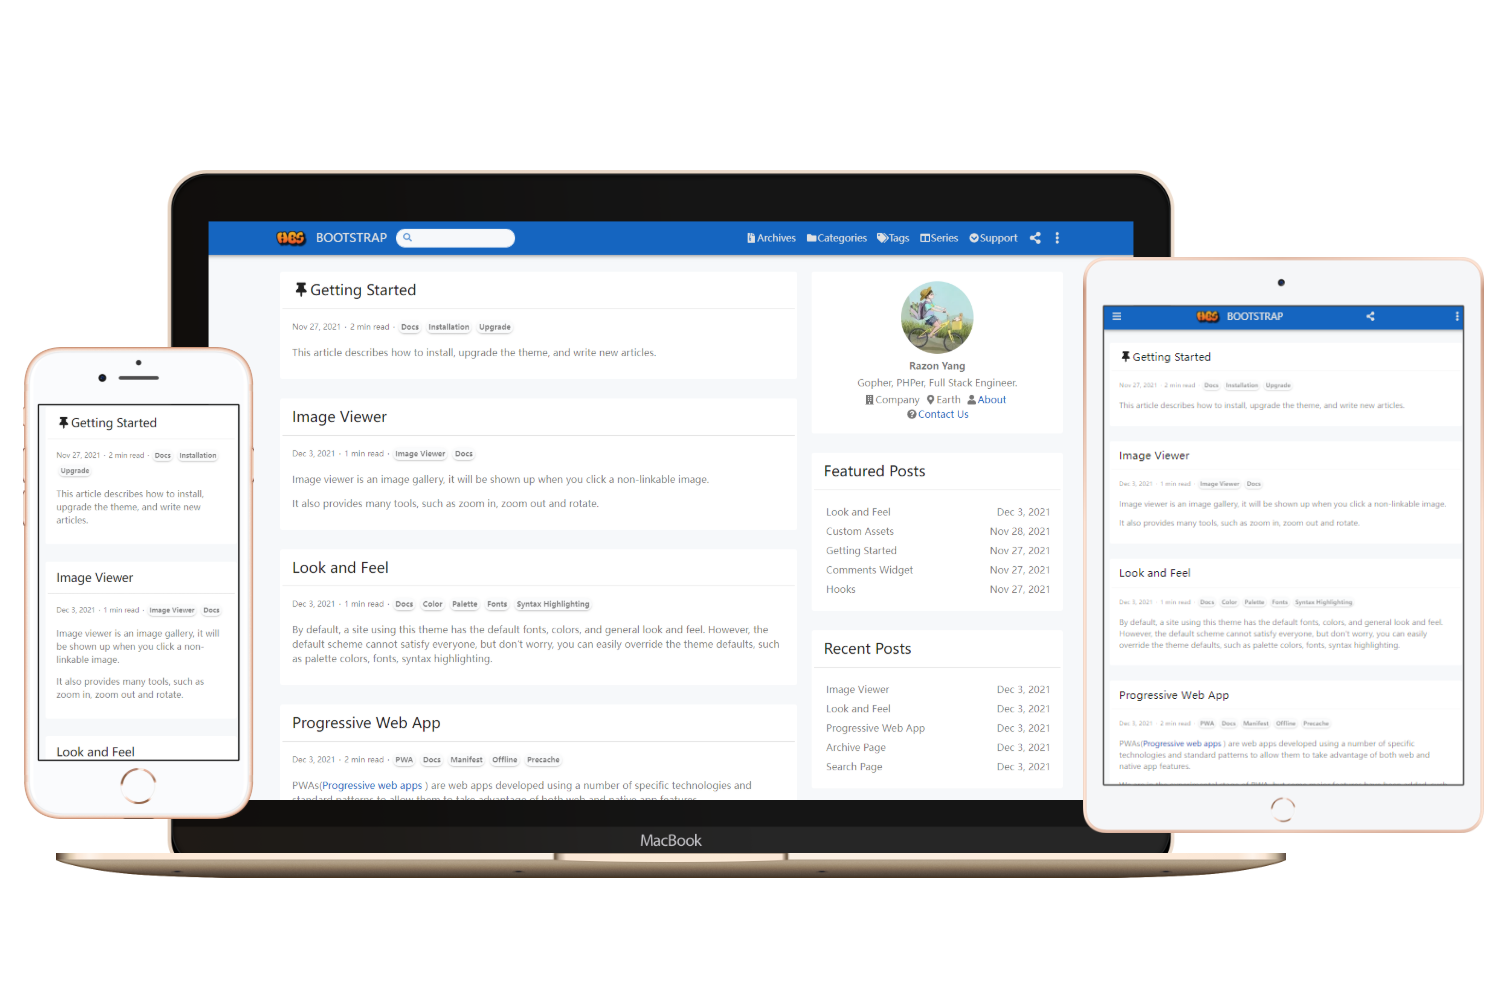 HBS BOOTSTRAP
Archives Categories Tags Series Support
Getting Started
Nov 27, 2021 · 2 min read · Docs Installation Upgrade
This article describes how to install, upgrade the theme, and write new articles.
Image Viewer
Dec 3, 2021 · 1 min read · Image Viewer Docs
Image viewer is an image gallery, it will be shown up when you click a non-linkable image.
It also provides many tools, such as zoom in, zoom out and rotate.
Look and Feel
Dec 3, 2021 · 1 min read · Docs Color Palette Fonts Syntax Highlighting
By default, a site using this theme has the default fonts, colors, and general look and feel. However, the
default scheme cannot satisfy everyone, but don't worry, you can easily override the theme defaults, such
as palette colors, fonts, syntax highlighting.
Progressive Web App
Dec 3, 2021 · 2 min read · PWA Docs Manifest Offline Precache
PWAs(Progressive web apps ) are web apps developed using a number of specific technologies and
standard patterns to allow them to take advantage of both web and native app features.
Razon Yang
Gopher, PHPer, Full Stack Engineer.
Company Earth About
Contact Us
Featured Posts
Look and Feel Dec 3, 2021
Custom Assets Nov 28, 2021
Getting Started Nov 27, 2021
Comments Widget Nov 27, 2021
Hooks Nov 27, 2021
Recent Posts
Image Viewer Dec 3, 2021
Look and Feel Dec 3, 2021
Progressive Web App Dec 3, 2021
Archive Page Dec 3, 2021
Search Page Dec 3, 2021
MacBook
Getting Started
Nov 27, 2021 · 2 min read · Docs Installation
Upgrade
This article describes how to install,
upgrade the theme, and write new
articles.
Image Viewer
Dec 3, 2021 · 1 min read · Image Viewer Docs
Image viewer is an image gallery, it will
be shown up when you click a non-
linkable image.
It also provides many tools, such as
zoom in, zoom out and rotate.
Look and Feel
HBS BOOTSTRAP
Getting Started
Nov 27, 2021 · 2 min read Docs Installation Upgrade
This article describes how to install, upgrade the theme, and write new articles.
Image Viewer
Dec 3, 2021 · 1 min read Image Viewer Docs
Image viewer is an image gallery, it will be shown up when you click a non-linkable image.
It also provides many tools, such as zoom in, zoom out and rotate.
Look and Feel
Dec 3, 2021 · 1 min read Docs Color Palette Fonts Syntax Highlighting
By default, a site using this theme has the default fonts, colors, and general look and feel.
However, the default scheme cannot satisfy everyone, but don't worry, you can easily
override the theme defaults, such as palette colors, fonts, syntax highlighting.
Progressive Web App
Dec 3, 2021 · 2 min read PWA Docs Manifest Offline Precache
PWAs(Progressive web apps ) are web apps developed using a number of specific
technologies and standard patterns to allow them to take advantage of both web and
native app features.